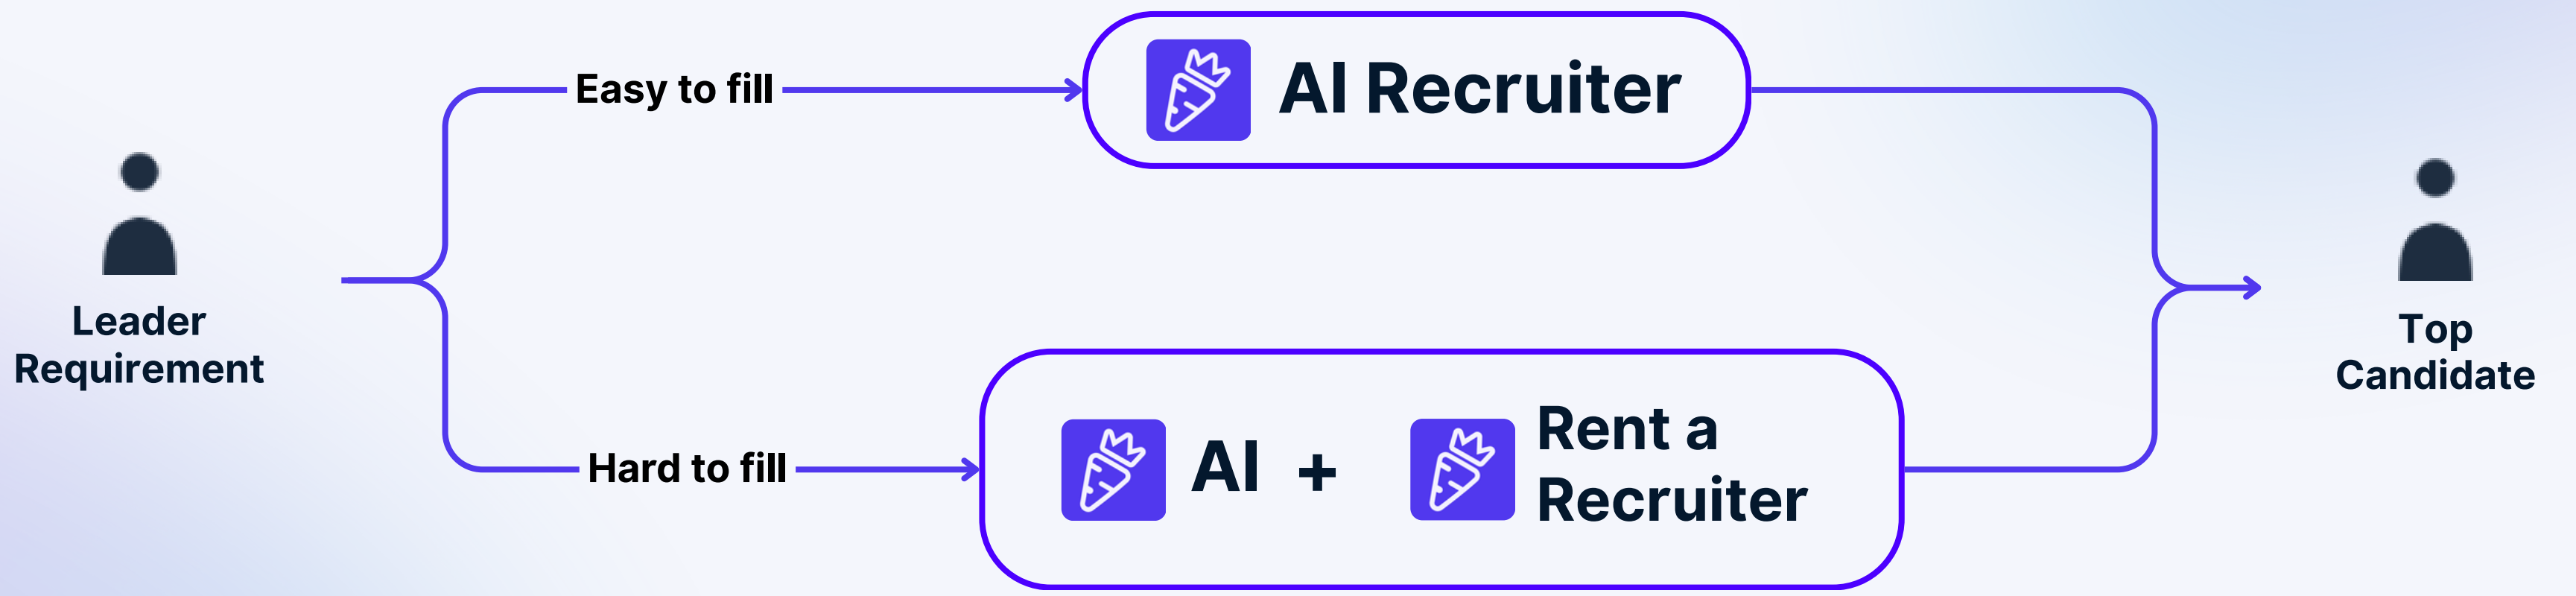 Leader
Requirement
Easy to fill
AI Recruiter
Hard to fill
AI + Rent a
Recruiter
Top
Candidate